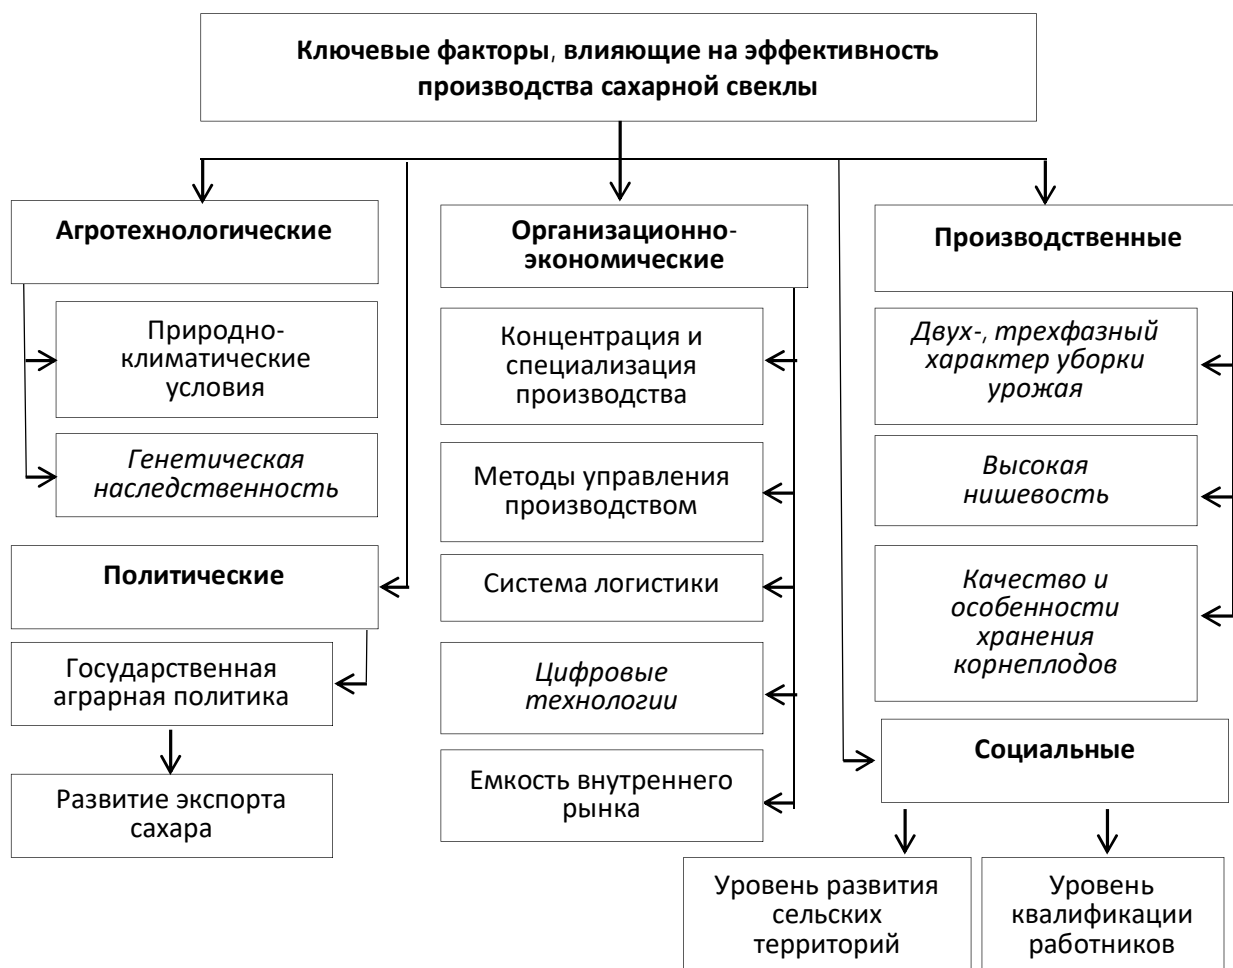 Ключевые факторы, влияющие на эффективность
производства сахарной свеклы
Агротехнологические
Природно-
климатические
условия
Генетическая
наследственность
Политические
Государственная
аграрная политика
Развитие экспорта
сахара
Организационно-
экономические
Концентрация и
специализация
производства
Методы управления
производством
Система логистики
Цифровые
технологии
Емкость внутреннего
рынка
Производственные
Двух-, трехфазный
характер уборки
урожая
Высокая
нишевость
Качество и
особенности
хранения
корнеплодов
Социальные
Уровень развития
сельских
территорий
Уровень
квалификации
работников